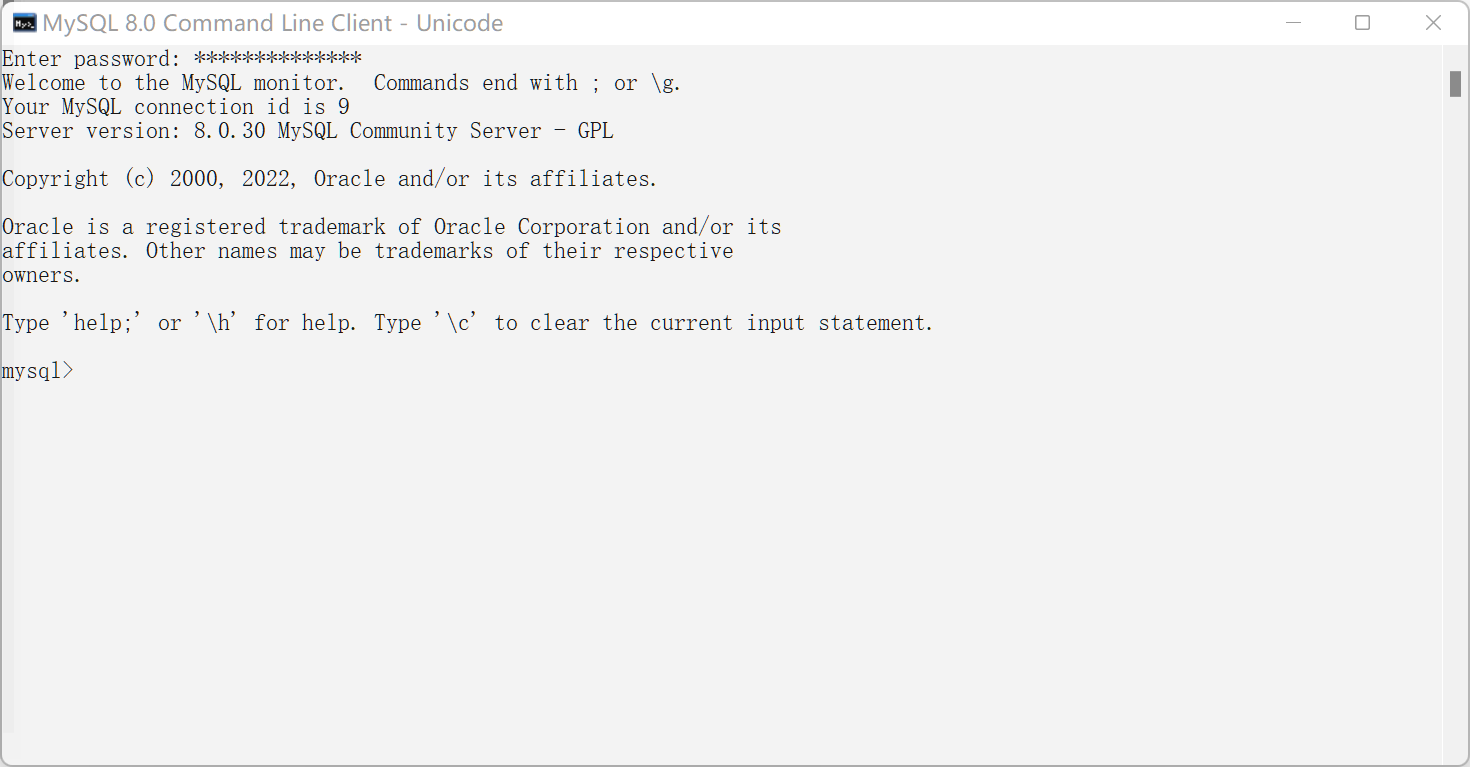 MySQL 8.0 Command Line Client - Unicode
Enter password: **************
Welcome to the MySQL monitor.  Commands end with ; or \g.
Your MySQL connection id is 9
Server version: 8.0.30 MySQL Community Server - GPL
Copyright (c) 2000, 2022, Oracle and/or its affiliates.
Oracle is a registered trademark of Oracle Corporation and/or its
affiliates. Other names may be trademarks of their respective
owners.
Type 'help;' or '\h' for help. Type '\c' to clear the current input statement.
mysql>